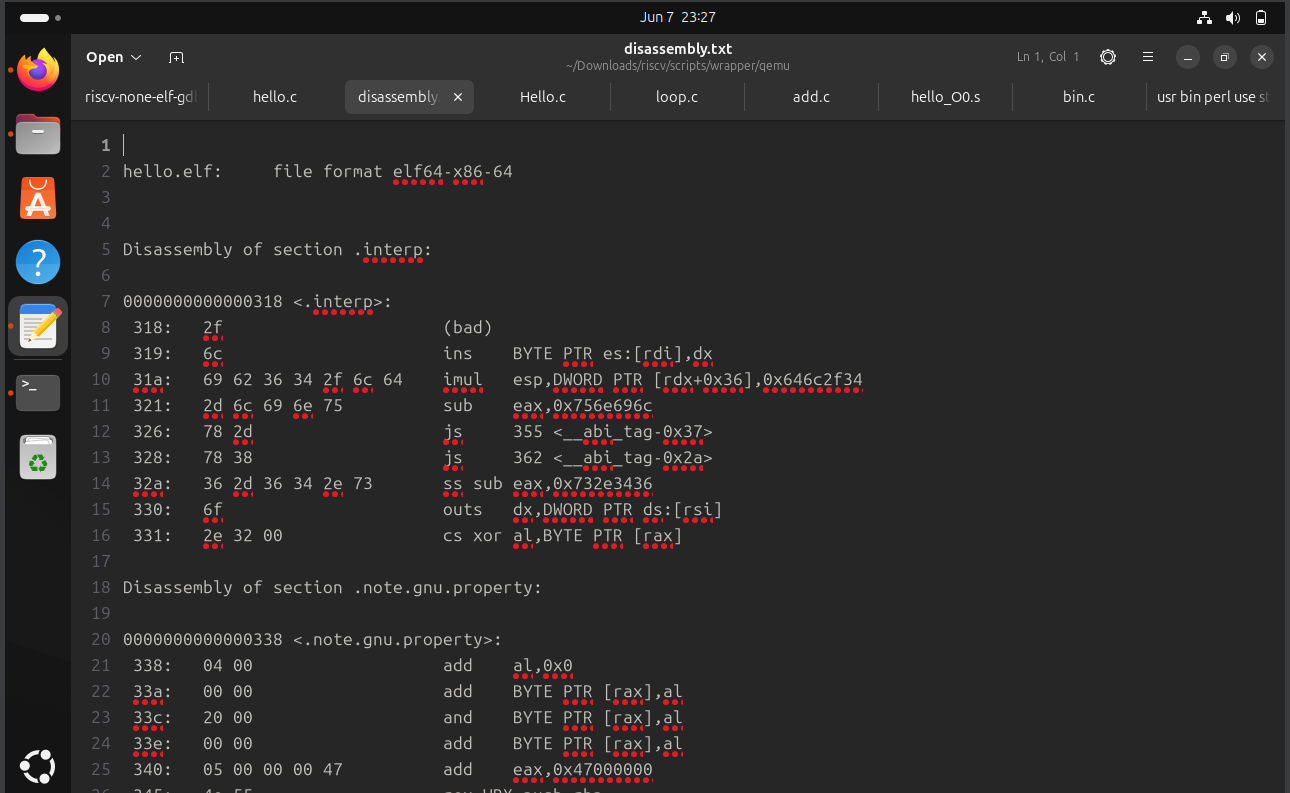 Jun 7 23:27
Open
disassembly.txt
~/Downloads/riscv/scripts/wrapper/qemu
Ln 1, Col 1
riscv-none-elf-gd
hello.c
disassembly.
Hello.c
loop.c
add.c
hello_O0.s
bin.c
usr bin perl use st
1
2 hello.elf:     file format elf64-x86-64
3
4
5 Disassembly of section .interp:
6
7 0000000000000318 <.interp>:
8  318:   2f                      (bad)
9  319:   6c                      ins    BYTE PTR es:[rdi],dx
10  31a:   69 62 36 34 2f 6c 64    imul   esp,DWORD PTR [rdx+0x36],0x646c2f34
11  321:   2d 6c 69 6e 75          sub    eax,0x756e696c
12  326:   78 2d                   js     355 <__abi_tag-0x37>
13  328:   78 38                   js     362 <__abi_tag-0x2a>
14  32a:   36 2d 36 34 2e 73       ss sub eax,0x732e3436
15  330:   6f                      outs   dx,DWORD PTR ds:[rsi]
16  331:   2e 32 00                cs xor al,BYTE PTR [rax]
17
18 Disassembly of section .note.gnu.property:
19
20 0000000000000338 <.note.gnu.property>:
21  338:   04 00                   add    al,0x0
22  33a:   00 00                   add    BYTE PTR [rax],al
23  33c:   20 00                   and    BYTE PTR [rax],al
24  33e:   00 00                   add    BYTE PTR [rax],al
25  340:   05 00 00 00 47          add    eax,0x47000000